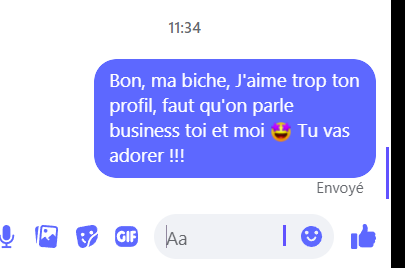 11:34
Bon, ma biche, J'aime trop ton
profil, faut qu'on parle
business toi et moi 🤩 Tu vas
adorer !!!
Envoyé
GIF
Aa